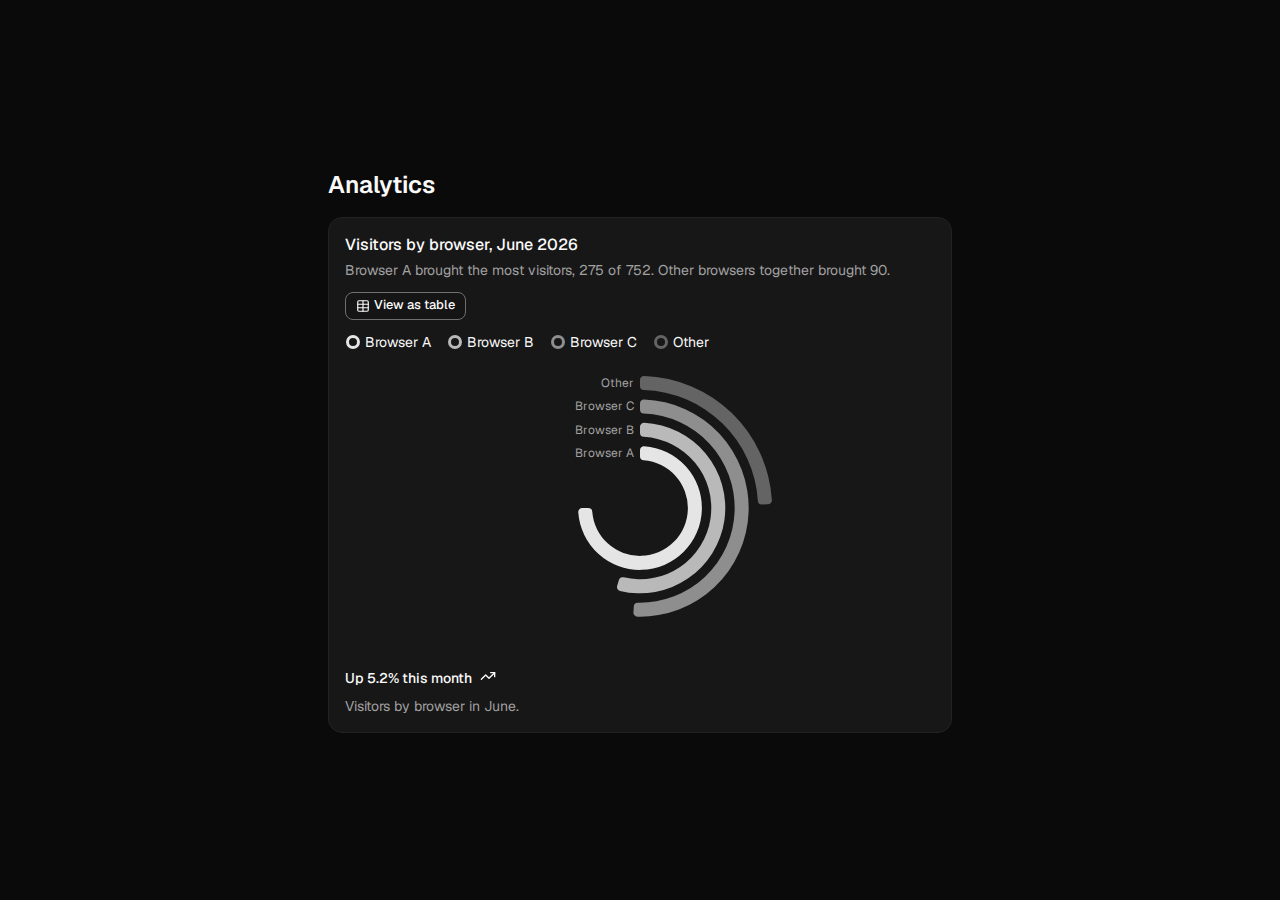 Analytics
Visitors by browser, June 2026
Browser A brought the most visitors, 275 of 752. Other browsers together brought 90.
View as table
Browser A Browser B Browser C Other
Other
Browser C
Browser B
Browser A
Up 5.2% this month
Visitors by browser in June.